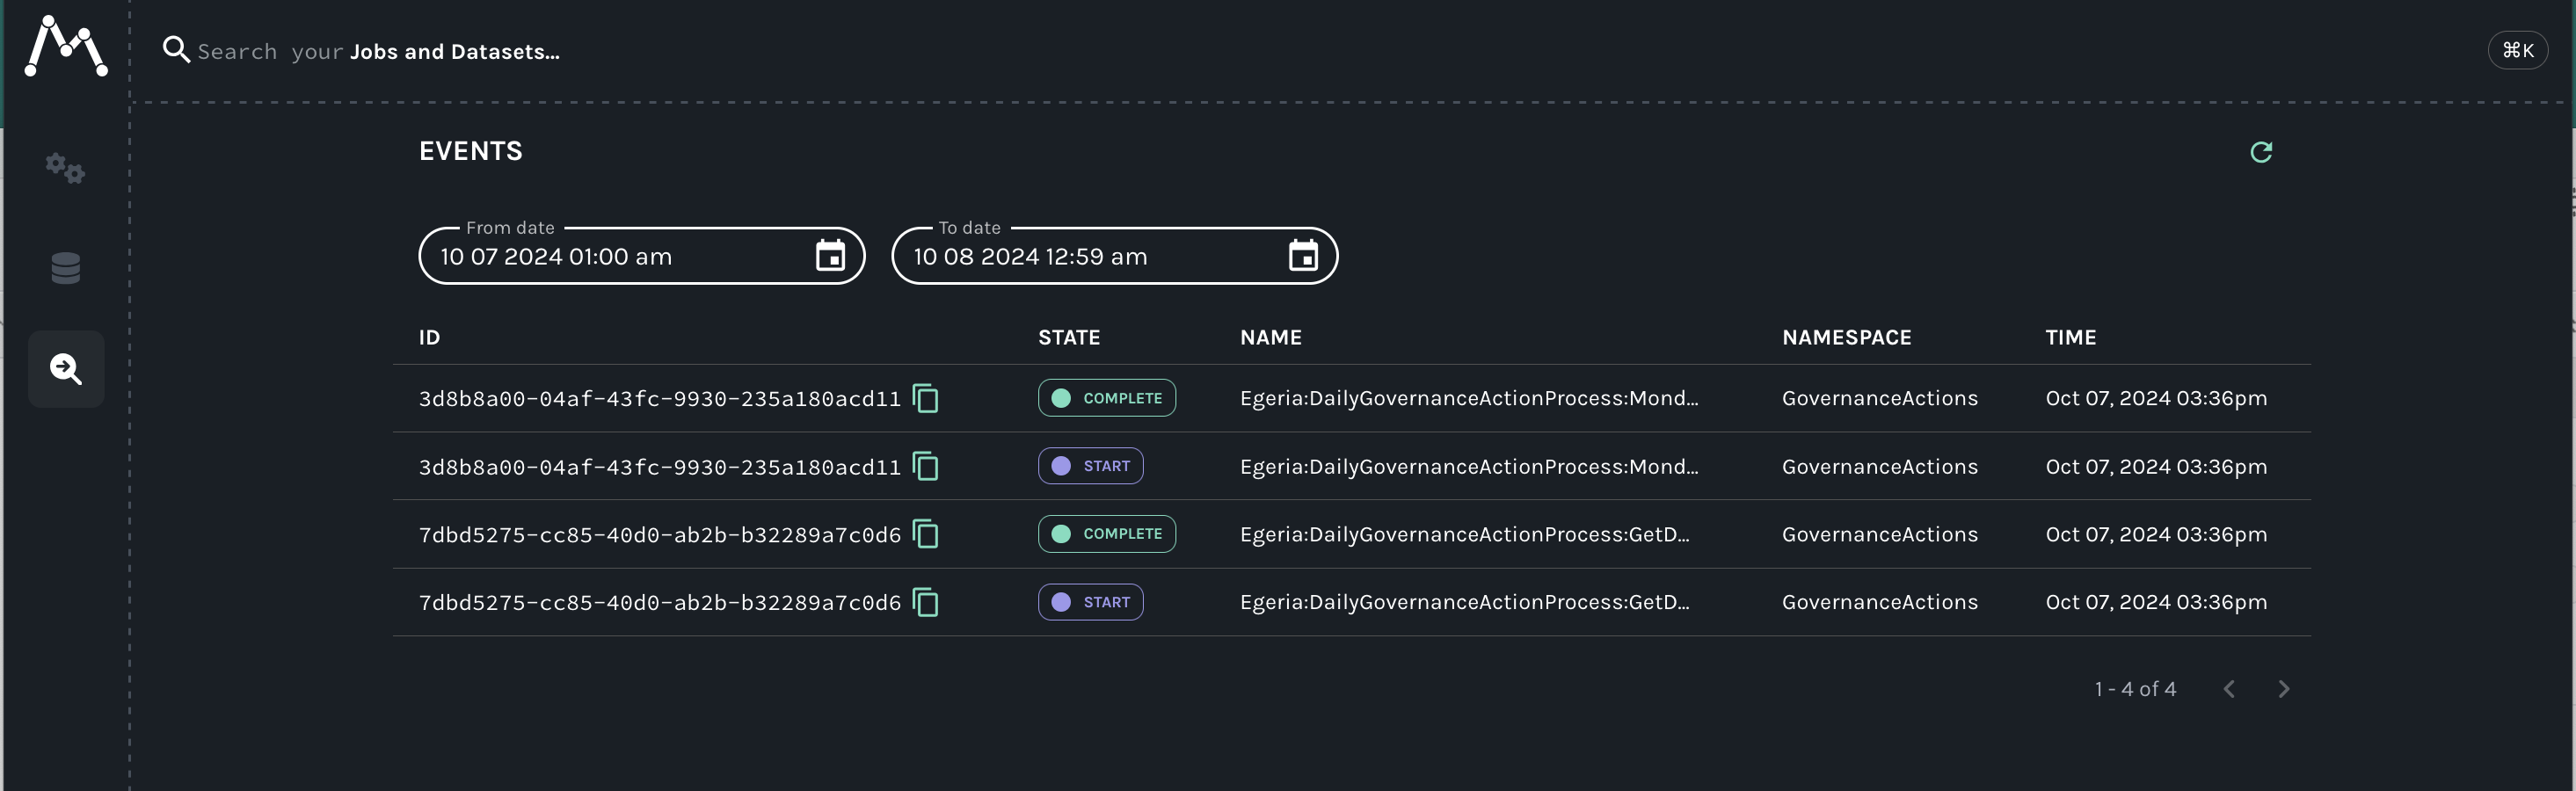 Search your Jobs and Datasets...
⌘K
EVENTS
From date
10 07 2024 01:00 am
To date
10 08 2024 12:59 am
ID STATE NAME NAMESPACE TIME
3d8b8a00-04af-43fc-9930-235a180acd11 COMPLETE Egeria:DailyGovernanceActionProcess:Mond... GovernanceActions Oct 07, 2024 03:36pm
3d8b8a00-04af-43fc-9930-235a180acd11 START Egeria:DailyGovernanceActionProcess:Mond... GovernanceActions Oct 07, 2024 03:36pm
7dbd5275-cc85-40d0-ab2b-b32289a7c0d6 COMPLETE Egeria:DailyGovernanceActionProcess:GetD... GovernanceActions Oct 07, 2024 03:36pm
7dbd5275-cc85-40d0-ab2b-b32289a7c0d6 START Egeria:DailyGovernanceActionProcess:GetD... GovernanceActions Oct 07, 2024 03:36pm
1 - 4 of 4